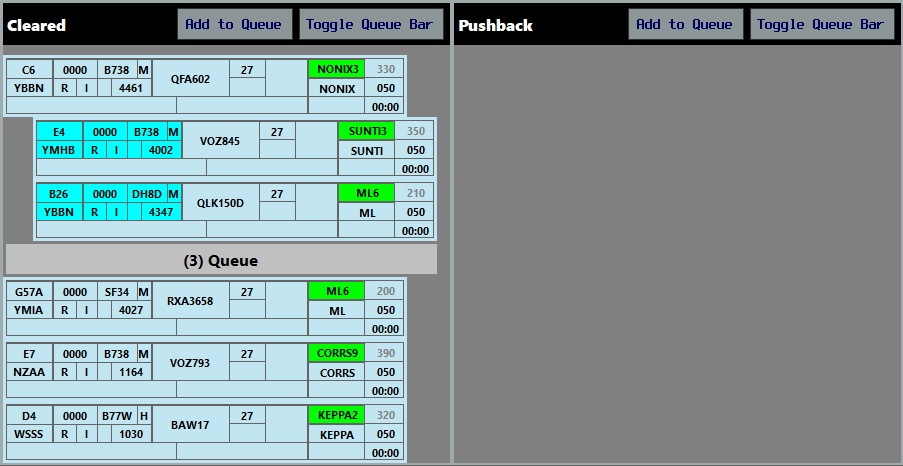 Cleared Add to Queue Toggle Queue Bar Pushback Add to Queue Toggle Queue Bar
C6 0000 B738 M QFA602 27 NONIX3 330
YBBN R I 4461 NONIX 050
00:00
E4 0000 B738 M VOZ845 27 SUNTI3 350
YMHB R I 4002 SUNTI 050
00:00
B26 0000 DH8D M QLK150D 27 ML6 210
YBBN R I 4347 ML 050
00:00
(3) Queue
G57A 0000 SF34 M RXA3658 27 ML6 200
YMIA R I 4027 ML 050
00:00
E7 0000 B738 M VOZ793 27 CORRS9 390
NZAA R I 1164 CORRS 050
00:00
D4 0000 B77W H BAW17 27 KEPPA2 320
WSSS R I 1030 KEPPA 050
00:00